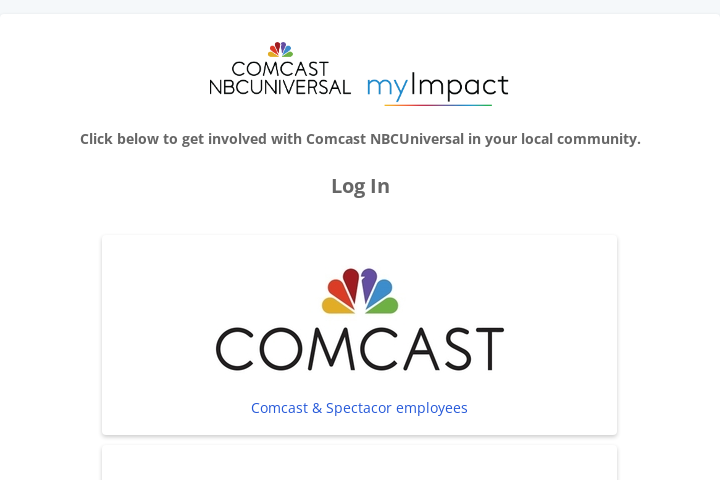 COMCAST
NBCUNIVERSAL myImpact
Click below to get involved with Comcast NBCUniversal in your local community.
Log In
COMCAST
Comcast & Spectacor employees